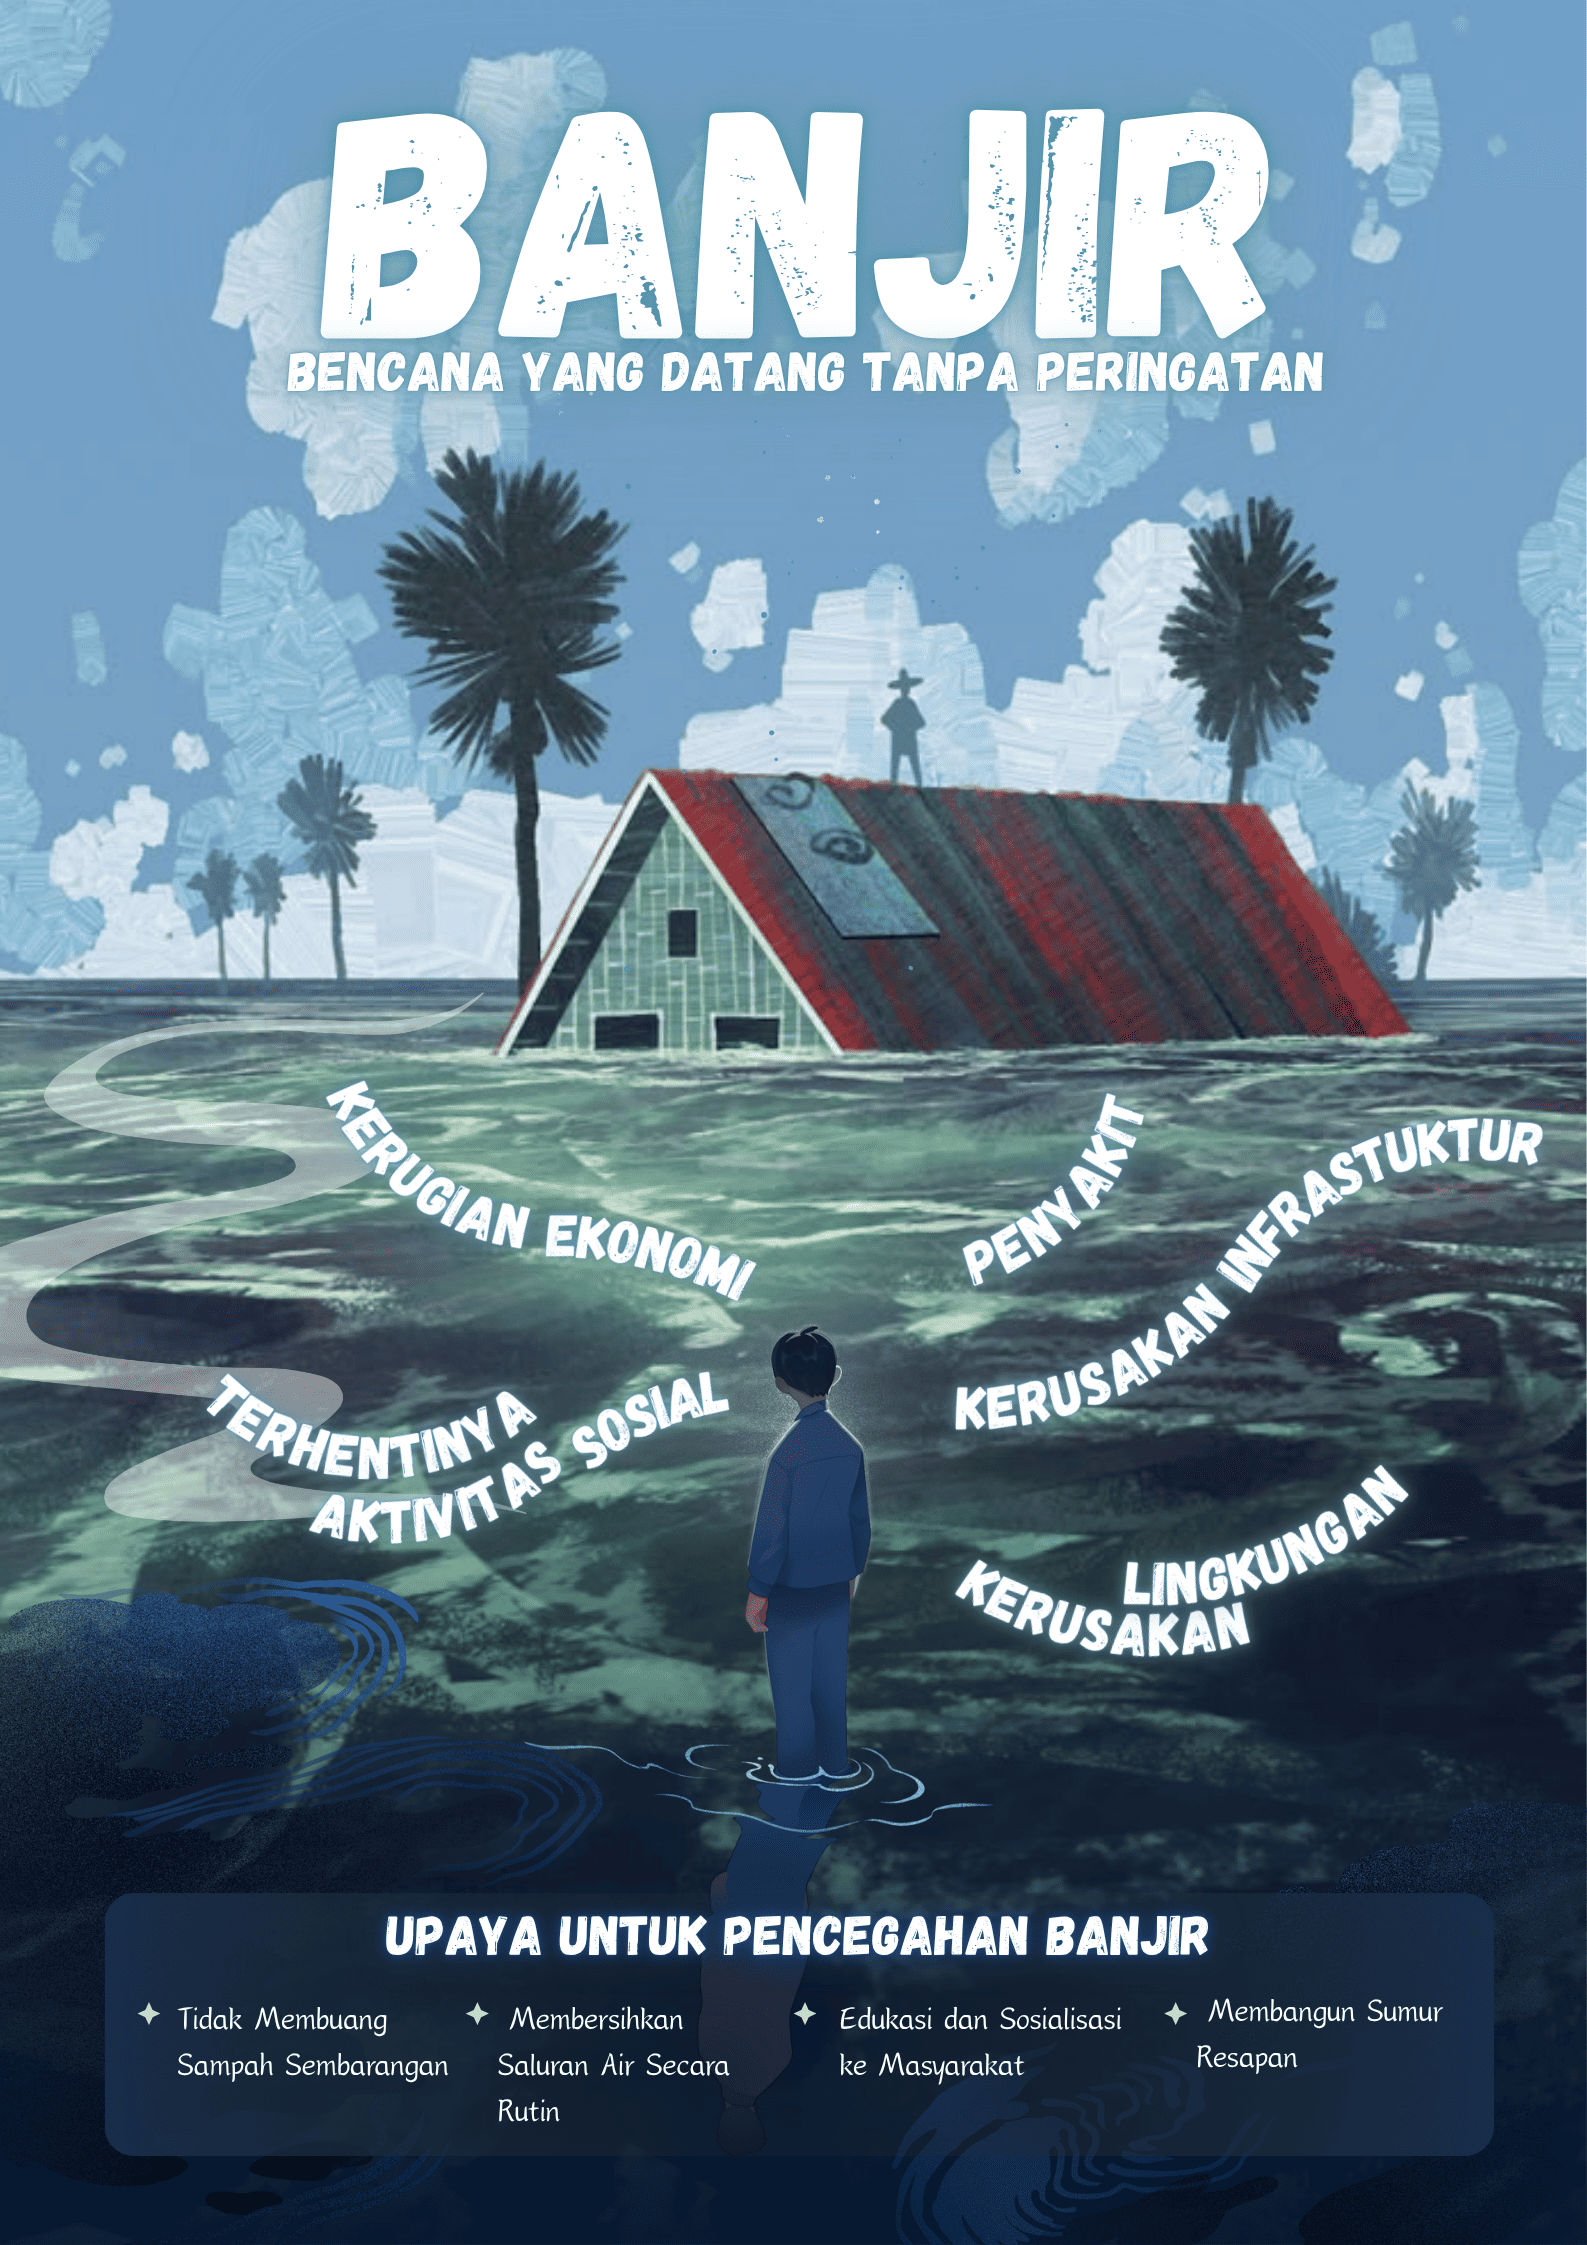 BANJIR
BENCANA YANG DATANG TANPA PERINGATAN
KERUGIAN EKONOMI
PENYAKIT
KERUSAKAN INFRASTUKTUR
TERHENTINYA
AKTIVITAS SOSIAL
LINGKUNGAN
KERUSAKAN
UPAYA UNTUK PENCEGAHAN BANJIR
Tidak Membuang
Sampah Sembarangan
Membersihkan
Saluran Air Secara
Rutin
Edukasi dan Sosialisasi
ke Masyarakat
Membangun Sumur
Resapan